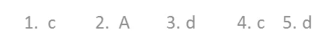 1. c 2. A 3. d 4. c 5. d